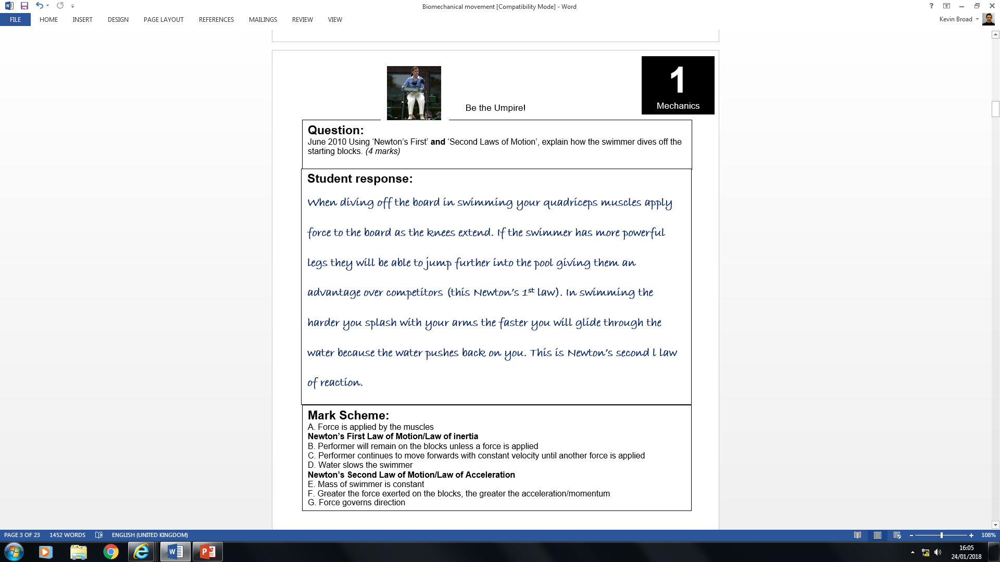 Biomechanical movement [Compatibility Mode] - Word
FILE HOME INSERT DESIGN PAGE LAYOUT REFERENCES MAILINGS REVIEW VIEW
Kevin Broad
1
Mechanics
Be the Umpire!
Question:
June 2010 Using ‘Newton’s First’ and ‘Second Laws of Motion’, explain how the swimmer dives off the
starting blocks. (4 marks)
Student response:
When diving off the board in swimming your quadriceps muscles apply
force to the board as the knees extend. If the swimmer has more powerful
legs they will be able to jump further into the pool giving them an
advantage over competitors (this Newton’s 1st law). In swimming the
harder you splash with your arms the faster you will glide through the
water because the water pushes back on you. This is Newton’s second l law
of reaction.
Mark Scheme:
A. Force is applied by the muscles
Newton’s First Law of Motion/Law of inertia
B. Performer will remain on the blocks unless a force is applied
C. Performer continues to move forwards with constant velocity until another force is applied
D. Water slows the swimmer
Newton’s Second Law of Motion/Law of Acceleration
E. Mass of swimmer is constant
F. Greater the force exerted on the blocks, the greater the acceleration/momentum
G. Force governs direction
PAGE 3 OF 23 1452 WORDS ENGLISH (UNITED KINGDOM)
108%
16:05
24/01/2018